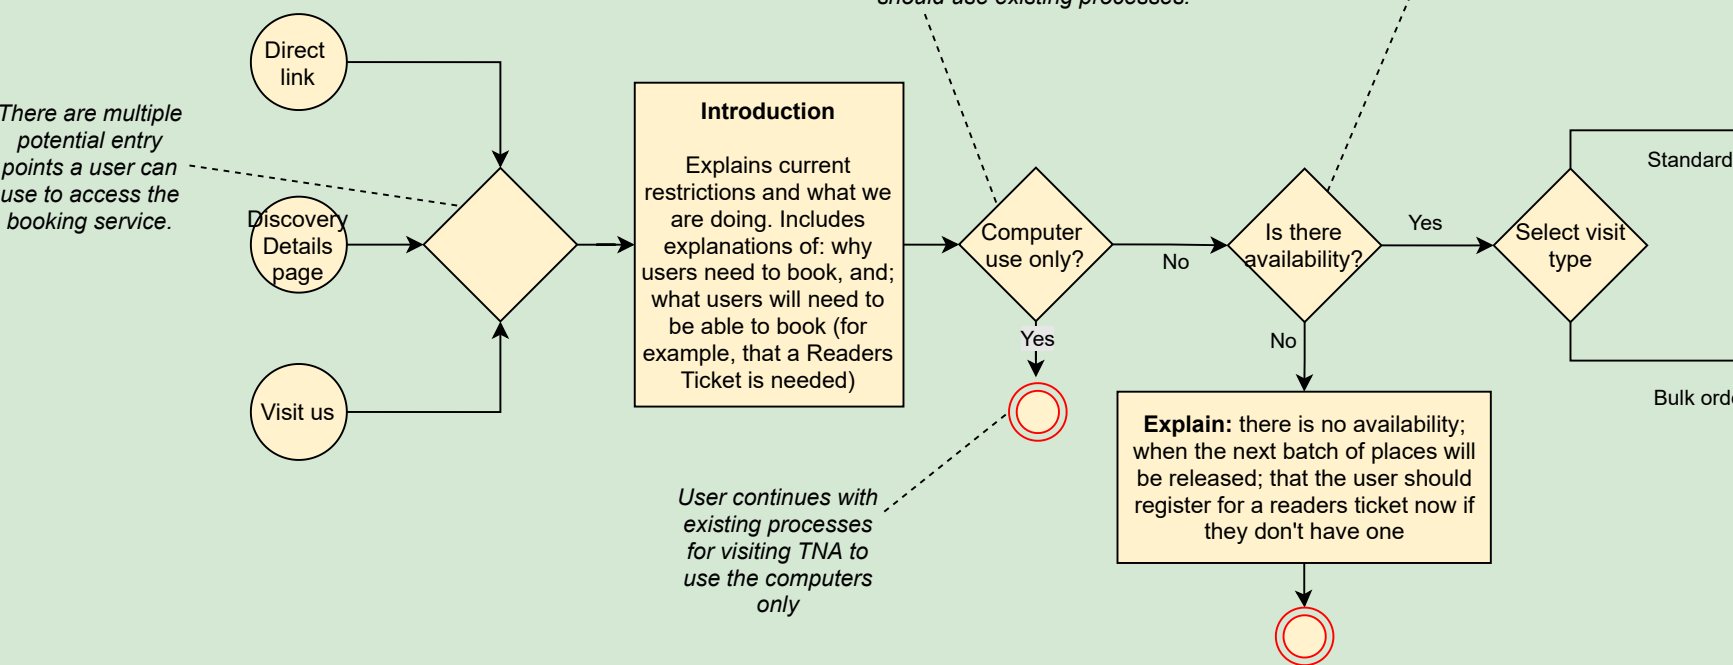 should use existing processes.
Direct
link
There are multiple
potential entry
points a user can
use to access the
booking service.
Discovery
Details
page
Visit us
Introduction
Explains current
restrictions and what we
are doing. Includes
explanations of: why
users need to book, and;
what users will need to
be able to book (for
example, that a Readers
Ticket is needed)
Computer
use only?
No
Yes
User continues with
existing processes
for visiting TNA to
use the computers
only
Is there
availability?
Yes
No
Explain: there is no availability;
when the next batch of places will
be released; that the user should
register for a readers ticket now if
they don't have one
Select visit
type
Standard
Bulk